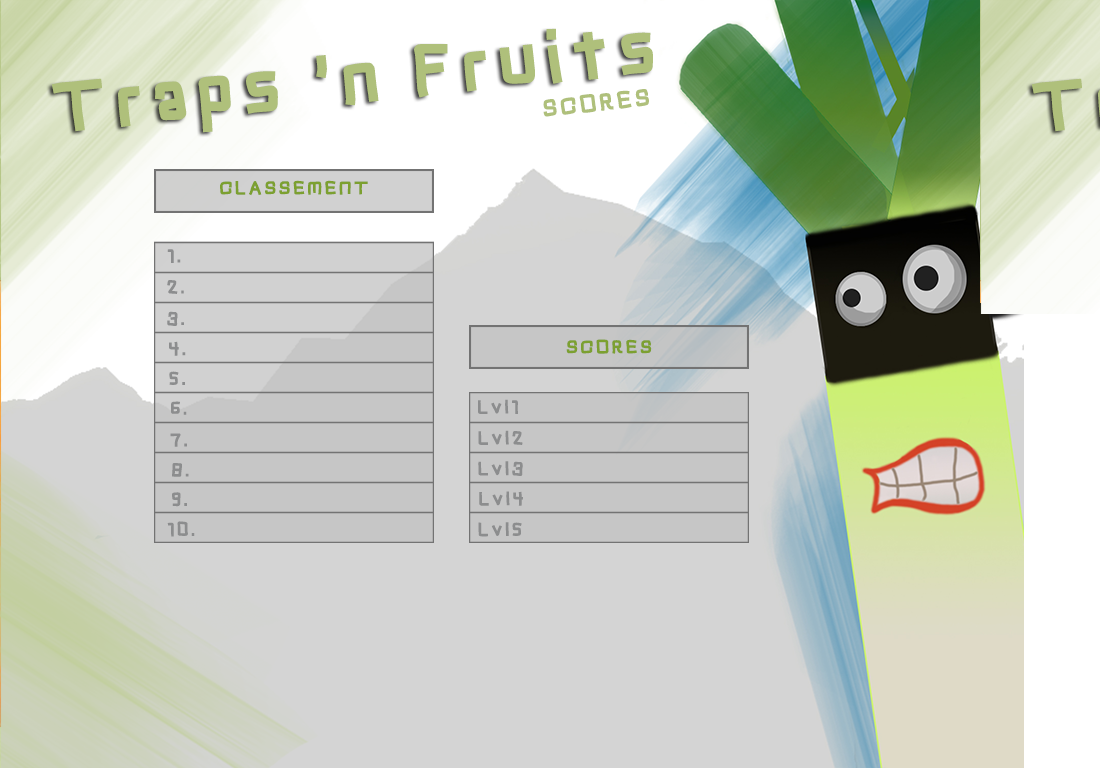 Traps 'n Fruits
SCORES
CLASSEMENT
1.
2.
3.
4.
5.
6.
7.
8.
9.
10.
SCORES
Lvl1
Lvl2
Lvl3
Lvl4
Lvl5